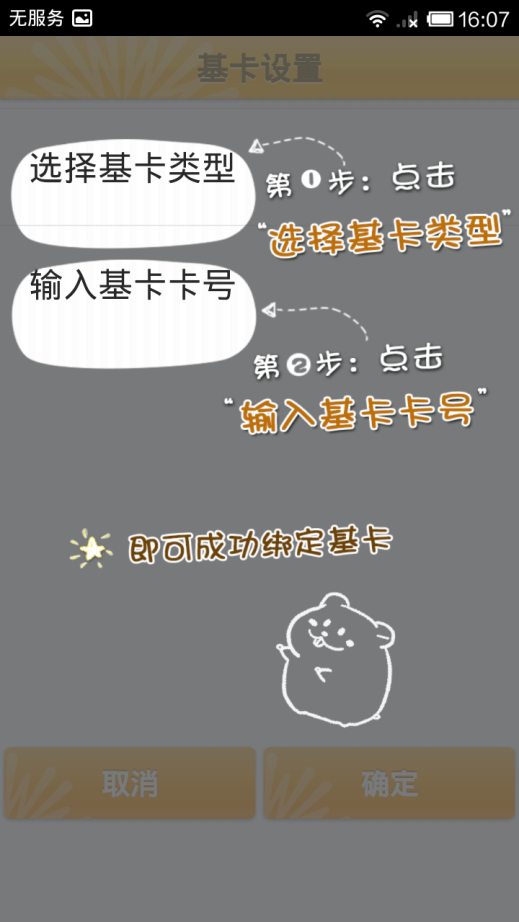 无服务 16:07
基卡设置
选择基卡类型
第1步：点击
“选择基卡类型”
输入基卡卡号
第2步：点击
“输入基卡卡号”
即可成功绑定基卡
取消 确定